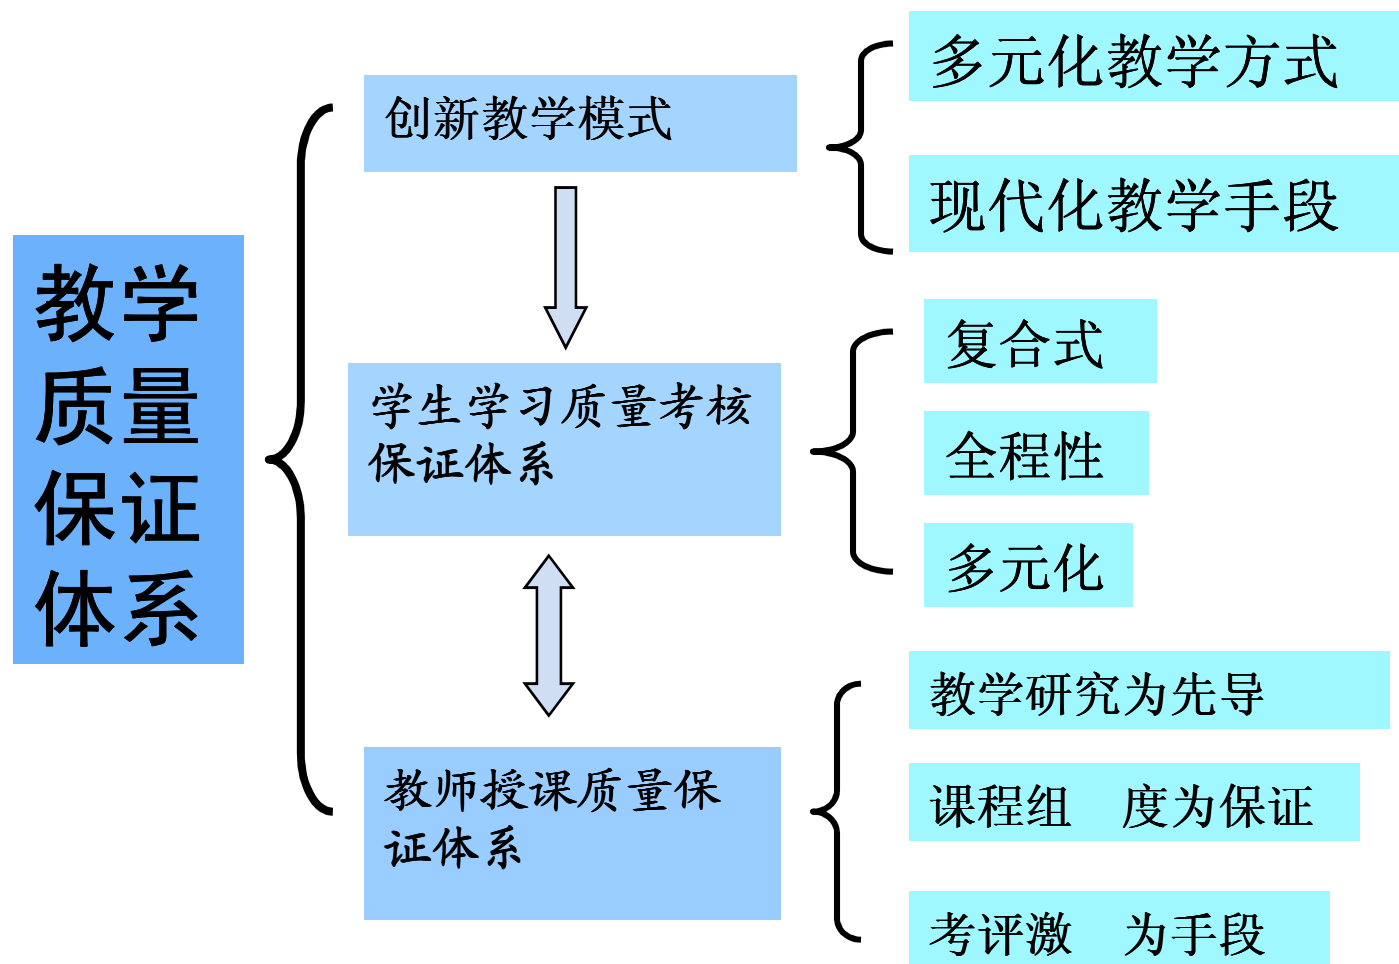 教学
质量
保证
体系
创新教学模式
多元化教学方式
现代化教学手段
学生学习质量考核
保证体系
复合式
全程性
多元化
教师授课质量保
证体系
教学研究为先导
课程组 度为保证
考评激 为手段